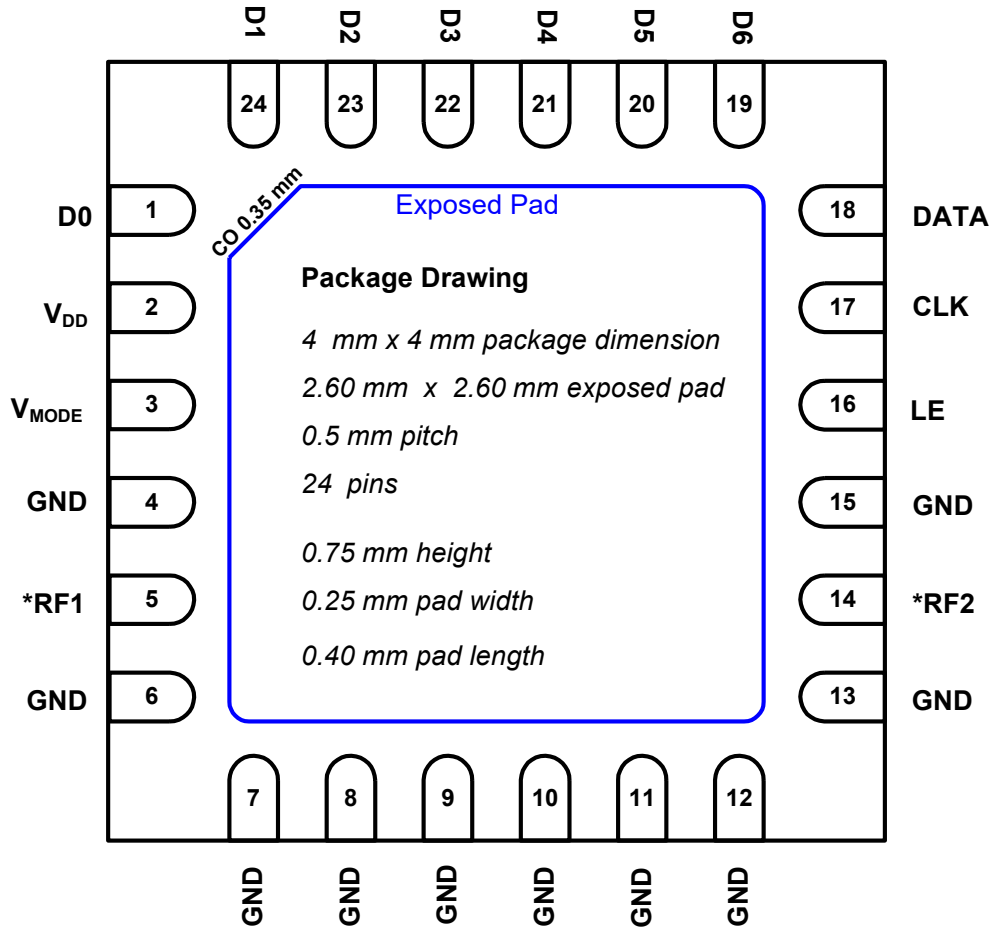 D1 D2 D3 D4 D5 D6
24 23 22 21 20 19
CO 0.35 mm
Exposed Pad
D0 1 18 DATA
VDD 2 17 CLK
VMODE 3 16 LE
GND 4 15 GND
*RF1 5 14 *RF2
GND 6 13 GND
Package Drawing
4 mm x 4 mm package dimension
2.60 mm x 2.60 mm exposed pad
0.5 mm pitch
24 pins
0.75 mm height
0.25 mm pad width
0.40 mm pad length
7 8 9 10 11 12
GND GND GND GND GND GND